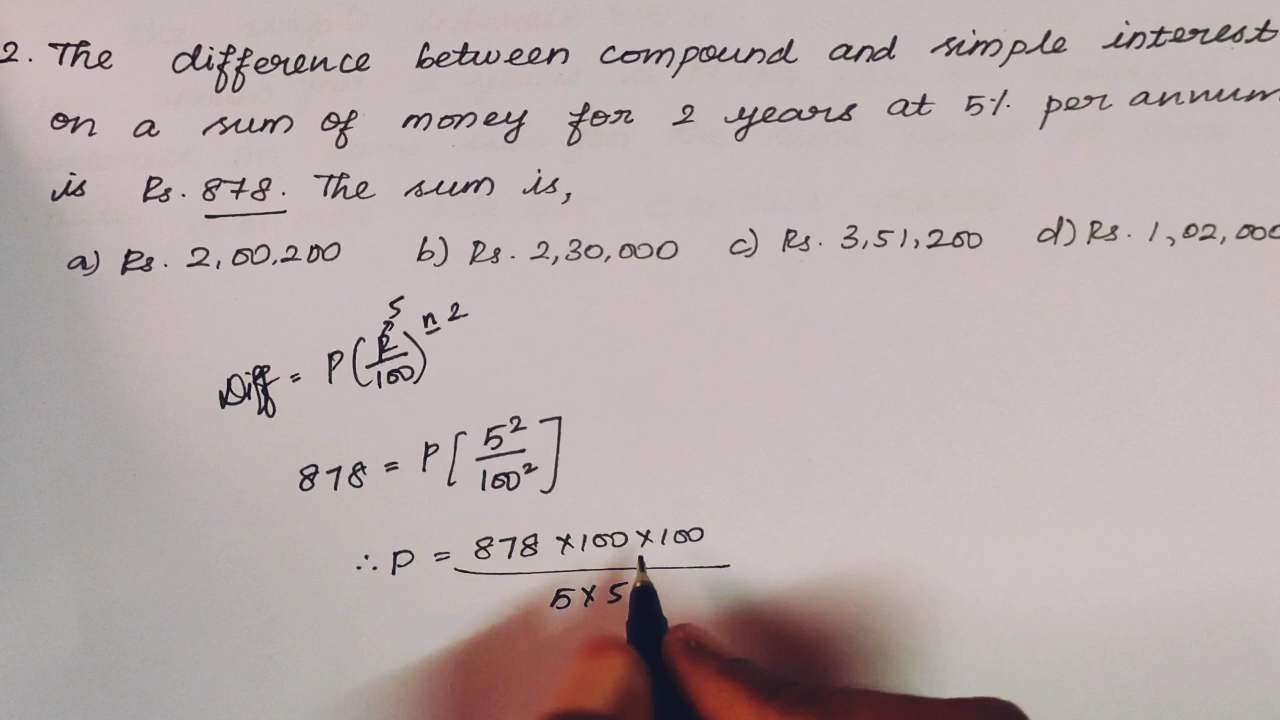 2. The difference between compound and simple interest
on a sum of money for 2 years at 5% per annum
is Rs. 878. The sum is,
a) Rs. 2,00,200 b) Rs. 2,30,000 c) Rs. 3,51,200 d) Rs. 1,02,000
5
Diff = P(R/100)^n 2
878 = P[5²/100²]
∴ P = 878 × 100 × 100
5 × 5